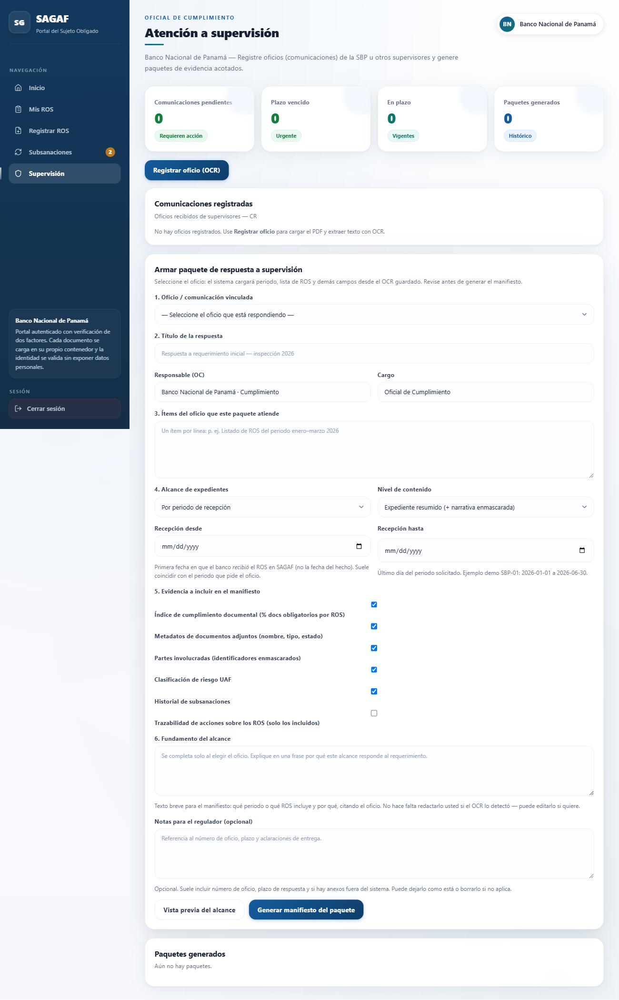 SG
SAGAF
Portal del Sujeto Obligado
NAVEGACIÓN
Inicio
Mis ROS
Registrar ROS
Subsanaciones
2
Supervisión
Banco Nacional de Panamá
Portal autenticado con verificación de
dos factores. Cada documento se
carga en su propio contenedor y la
identidad se valida sin exponer datos
personales.
SESIÓN
Cerrar sesión
OFICIAL DE CUMPLIMIENTO
Atención a supervisión
BN
Banco Nacional de Panamá
Banco Nacional de Panamá — Registre oficios (comunicaciones) de la SBP u otros supervisores y genere
paquetes de evidencia acotados.
Comunicaciones pendientes
0
Requieren acción
Plazo vencido
0
Urgente
En plazo
0
Vigentes
Paquetes generados
0
Histórico
Registrar oficio (OCR)
Comunicaciones registradas
Oficios recibidos de supervisores — CR
No hay oficios registrados. Use Registrar oficio para cargar el PDF y extraer texto con OCR.
Armar paquete de respuesta a supervisión
Seleccione el oficio: el sistema cargará periodo, lista de ROS y demás campos desde el OCR guardado. Revise antes de generar el manifiesto.
1. Oficio / comunicación vinculada
— Seleccione el oficio que está respondiendo —
2. Título de la respuesta
Respuesta a requerimiento inicial — inspección 2026
Responsable (OC)
Cargo
Banco Nacional de Panamá · Cumplimiento
Oficial de Cumplimiento
3. Ítems del oficio que este paquete atiende
Un ítem por línea: p. ej. Listado de ROS del periodo enero–marzo 2026
4. Alcance de expedientes
Nivel de contenido
Por periodo de recepción
Expediente resumido (+ narrativa enmascarada)
Recepción desde
Recepción hasta
mm/dd/yyyy
mm/dd/yyyy
Primera fecha en que el banco recibió el ROS en SAGAF (no la fecha del hecho). Suele
coincidir con el periodo que pide el oficio.
Último día del periodo solicitado. Ejemplo demo SBP-01: 2026-01-01 a 2026-06-30.
5. Evidencia a incluir en el manifiesto
Índice de cumplimiento documental (% docs obligatorios por ROS)
Metadatos de documentos adjuntos (nombre, tipo, estado)
Partes involucradas (identificadores enmascarados)
Clasificación de riesgo UAF
Historial de subsanaciones
Trazabilidad de acciones sobre los ROS (solo los incluidos)
6. Fundamento del alcance
Se completa solo al elegir el oficio. Explique en una frase por qué este alcance responde al requerimiento.
Texto breve para el manifiesto: qué periodo o qué ROS incluye y por qué, citando el oficio. No hace falta redactarlo usted si el OCR lo detectó — puede editarlo si quiere.
Notas para el regulador (opcional)
Referencia al número de oficio, plazo y aclaraciones de entrega.
Opcional. Suele incluir número de oficio, plazo de respuesta y si hay anexos fuera del sistema. Puede dejarlo como está o borrarlo si no aplica.
Vista previa del alcance
Generar manifiesto del paquete
Paquetes generados
Aún no hay paquetes.